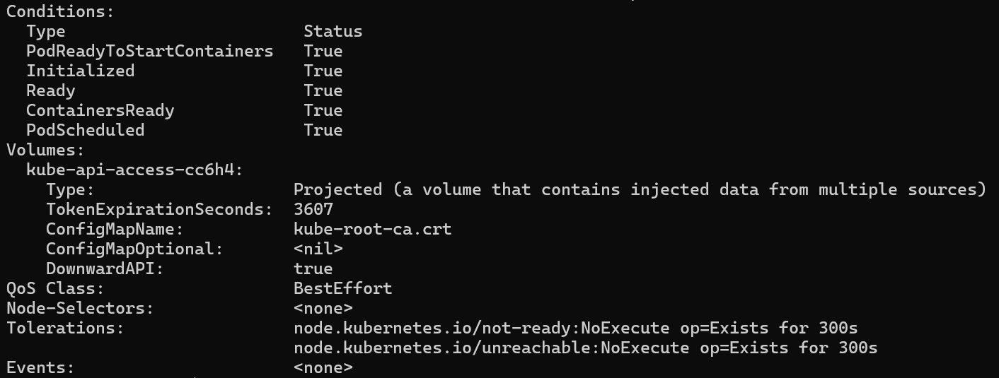 Conditions:
  Type                        Status
  PodReadyToStartContainers   True
  Initialized                 True
  Ready                       True
  ContainersReady             True
  PodScheduled                True
Volumes:
  kube-api-access-cc6h4:
    Type:                    Projected (a volume that contains injected data from multiple sources)
    TokenExpirationSeconds:  3607
    ConfigMapName:           kube-root-ca.crt
    ConfigMapOptional:       <nil>
    DownwardAPI:             true
QoS Class:                   BestEffort
Node-Selectors:              <none>
Tolerations:                 node.kubernetes.io/not-ready:NoExecute op=Exists for 300s
                             node.kubernetes.io/unreachable:NoExecute op=Exists for 300s
Events:                      <none>